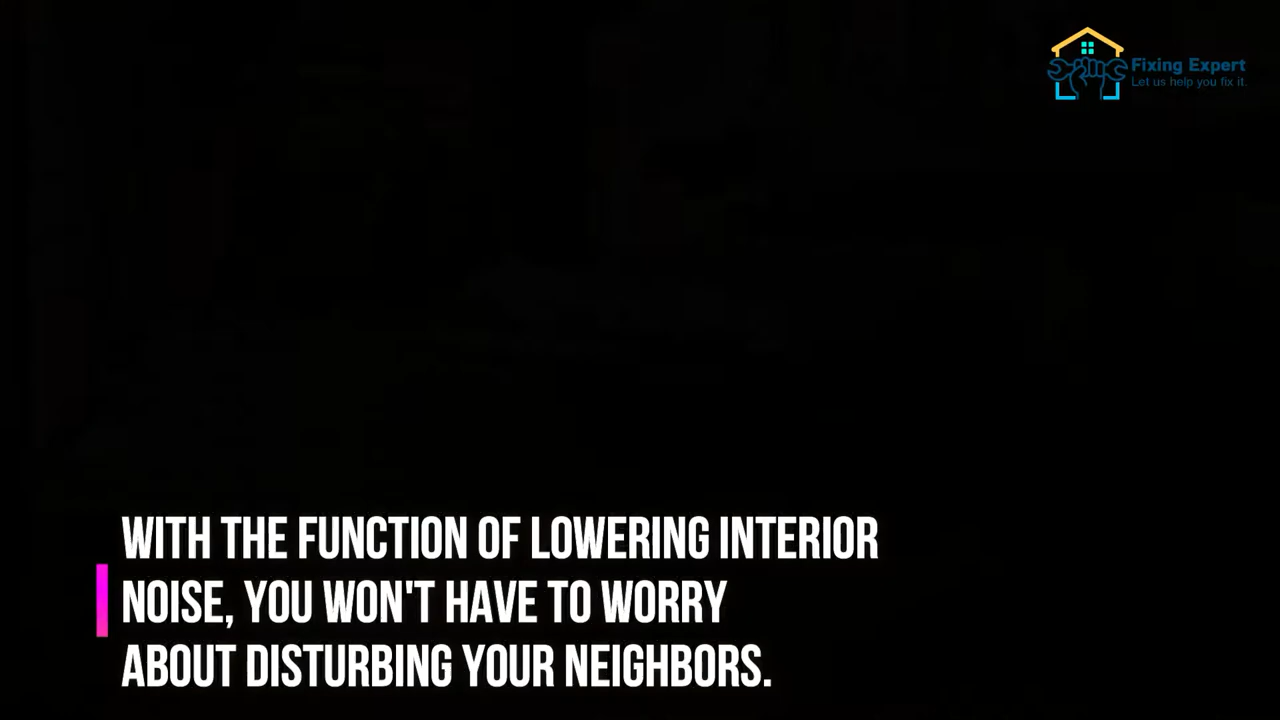 Fixing Expert
Let us help you fix it.
WITH THE FUNCTION OF LOWERING INTERIOR
NOISE, YOU WON'T HAVE TO WORRY
ABOUT DISTURBING YOUR NEIGHBORS.